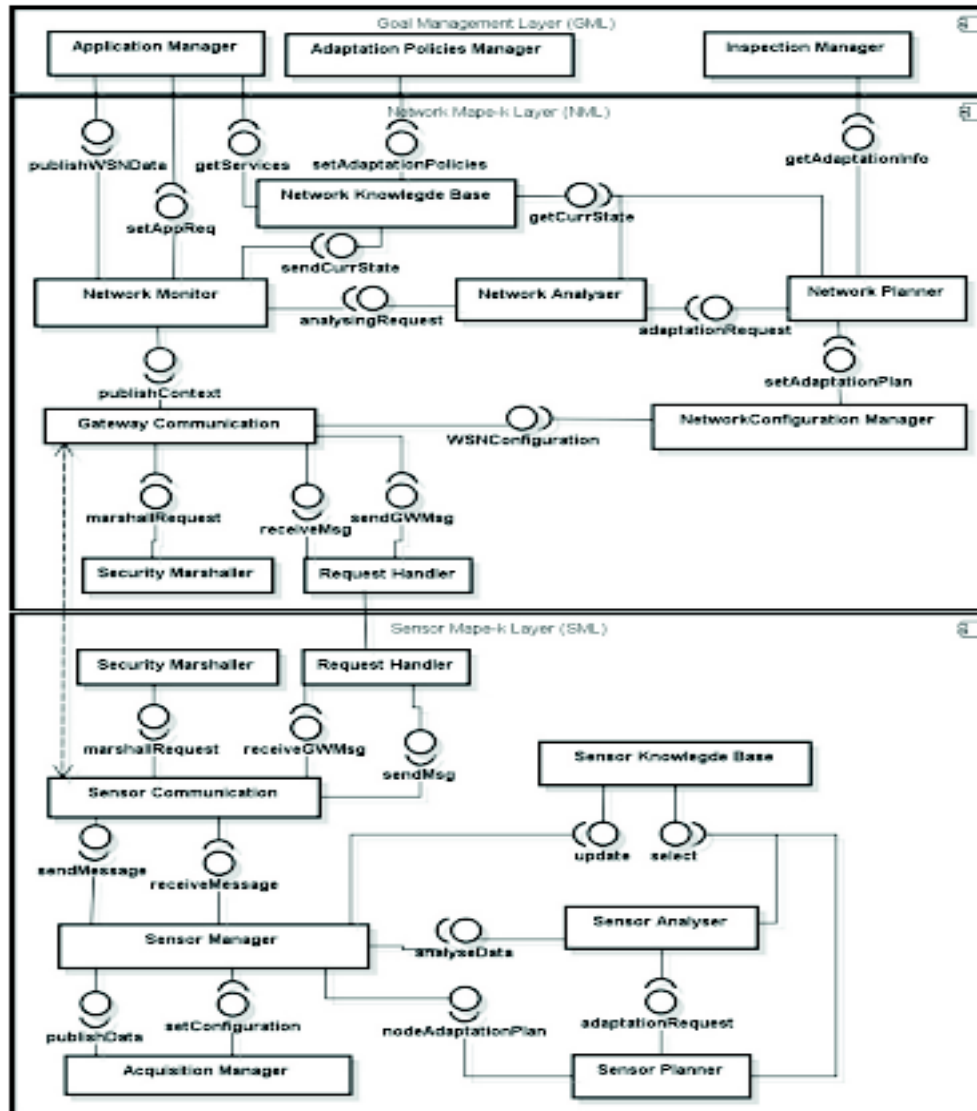 Goal Management Layer (GML)
Application Manager
Adaptation Policies Manager
Inspection Manager
Network Mape-k Layer (NML)
publishWSNData
getServices
setAdaptationPolicies
getAdaptationInfo
setAppReq
Network Knowlegde Base
getCurrState
sendCurrState
Network Monitor
Network Analyser
Network Planner
analysingRequest
adaptationRequest
publishContext
setAdaptationPlan
Gateway Communication
NetworkConfiguration Manager
WSNConfiguration
marshallRequest
receiveMsg
sendGWMsg
Security Marshaller
Request Handler
Sensor Mape-k Layer (SML)
Security Marshaller
Request Handler
marshallRequest
receiveGWMsg
sendMsg
Sensor Knowlegde Base
Sensor Communication
update
select
sendMessage
receiveMessage
Sensor Manager
Sensor Analyser
analyseData
publishData
setConfiguration
nodeAdaptationPlan
adaptationRequest
Acquisition Manager
Sensor Planner